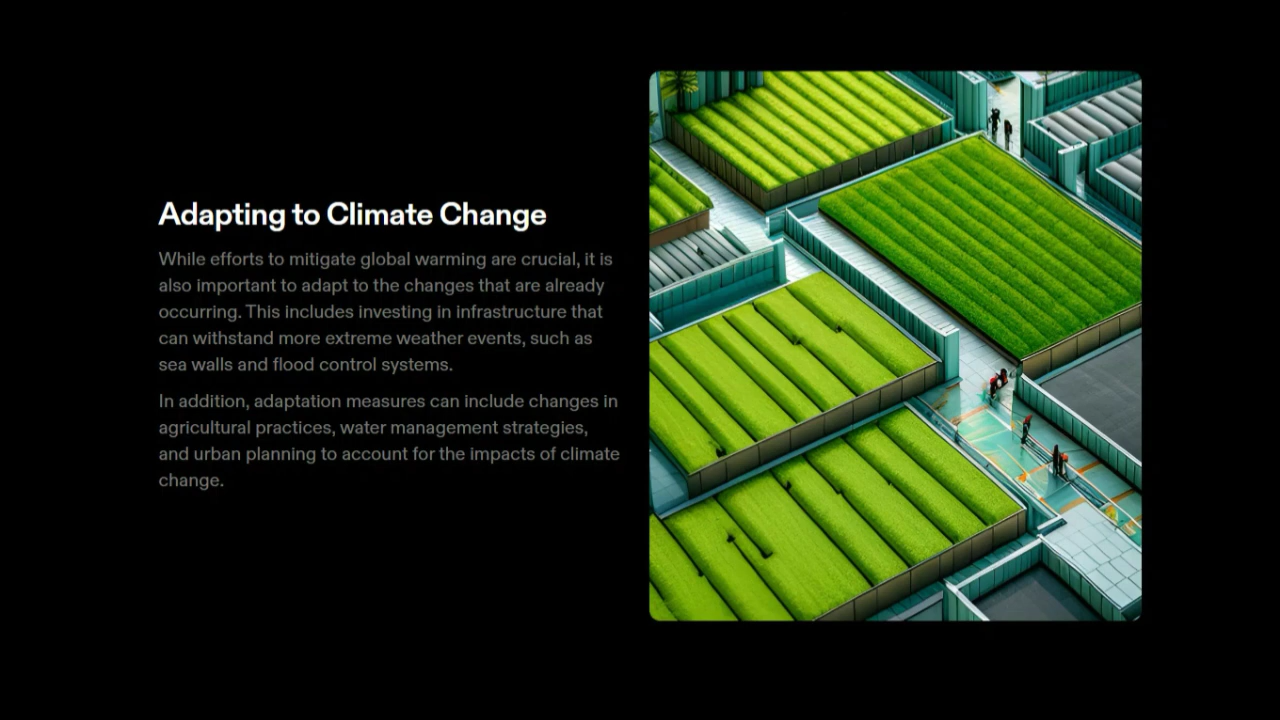 Adapting to Climate Change
While efforts to mitigate global warming are crucial, it is
also important to adapt to the changes that are already
occurring. This includes investing in infrastructure that
can withstand more extreme weather events, such as
sea walls and flood control systems.
In addition, adaptation measures can include changes in
agricultural practices, water management strategies,
and urban planning to account for the impacts of climate
change.